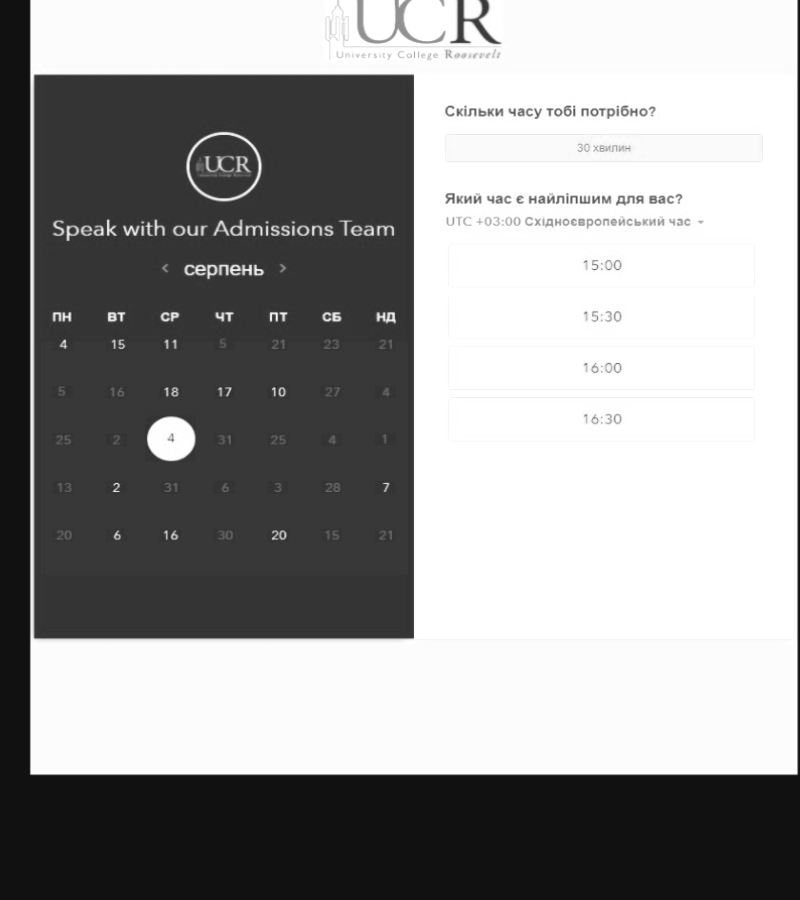 UCR
University College Roosevelt
UCR
Speak with our Admissions Team
< серпень >
ПН ВТ СР ЧТ ПТ СБ НД
4 15 11 5 21 23 21
5 16 18 17 10 27 4
25 2 4 31 25 4 1
13 2 31 6 3 28 7
20 6 16 30 20 15 21
Скільки часу тобі потрібно?
30 хвилин
Який час є найліпшим для вас?
UTC +03:00 Східноєвропейський час
15:00
15:30
16:00
16:30